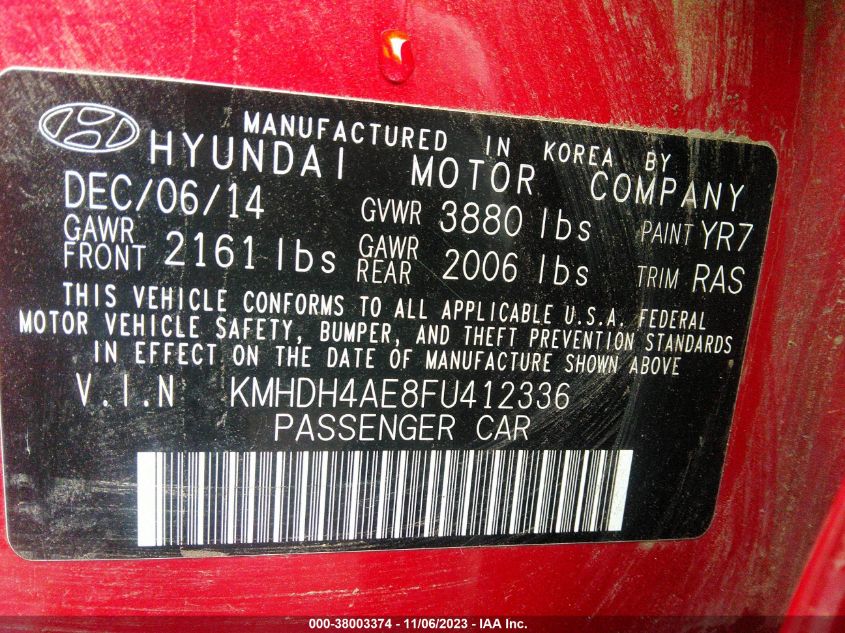 MANUFACTURED IN KOREA BY
HYUNDAI MOTOR COMPANY
DEC/06/14 GVWR 3880 lbs PAINT YR7
GAWR FRONT 2161 lbs GAWR REAR 2006 lbs TRIM RAS
THIS VEHICLE CONFORMS TO ALL APPLICABLE U.S.A. FEDERAL
MOTOR VEHICLE SAFETY, BUMPER, AND THEFT PREVENTION STANDARDS
IN EFFECT ON THE DATE OF MANUFACTURE SHOWN ABOVE
V.I.N KMHDH4AE8FU412336
PASSENGER CAR
000-38003374 - 11/06/2023 - IAA Inc.